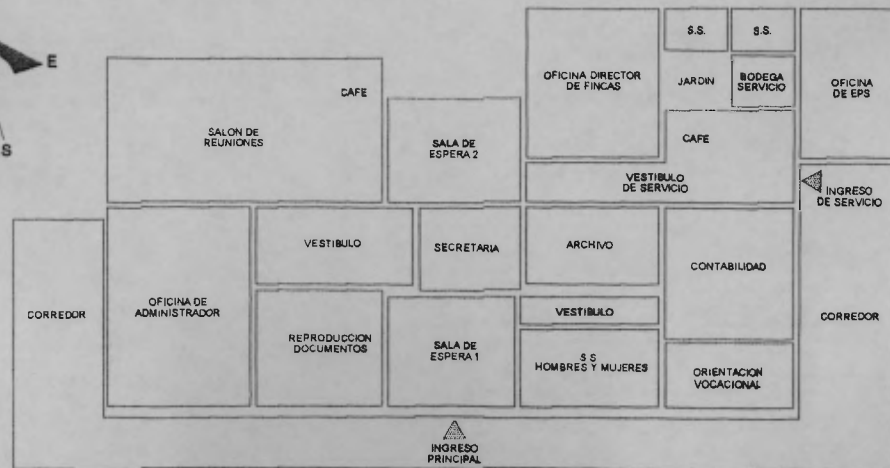 E
S
CAFE
SALON DE
REUNIONES
SALA DE
ESPERA 2
OFICINA DIRECTOR
DE FINCAS
S.S.
S.S.
JARDIN
BODEGA
SERVICIO
OFICINA
DE EPS
CAFE
VESTIBULO
DE SERVICIO
INGRESO
DE SERVICIO
CORREDOR
OFICINA DE
ADMINISTRADOR
VESTIBULO
SECRETARIA
ARCHIVO
CONTABILIDAD
CORREDOR
REPRODUCCION
DOCUMENTOS
SALA DE
ESPERA 1
VESTIBULO
S S
HOMBRES Y MUJERES
ORIENTACION
VOCACIONAL
INGRESO
PRINCIPAL